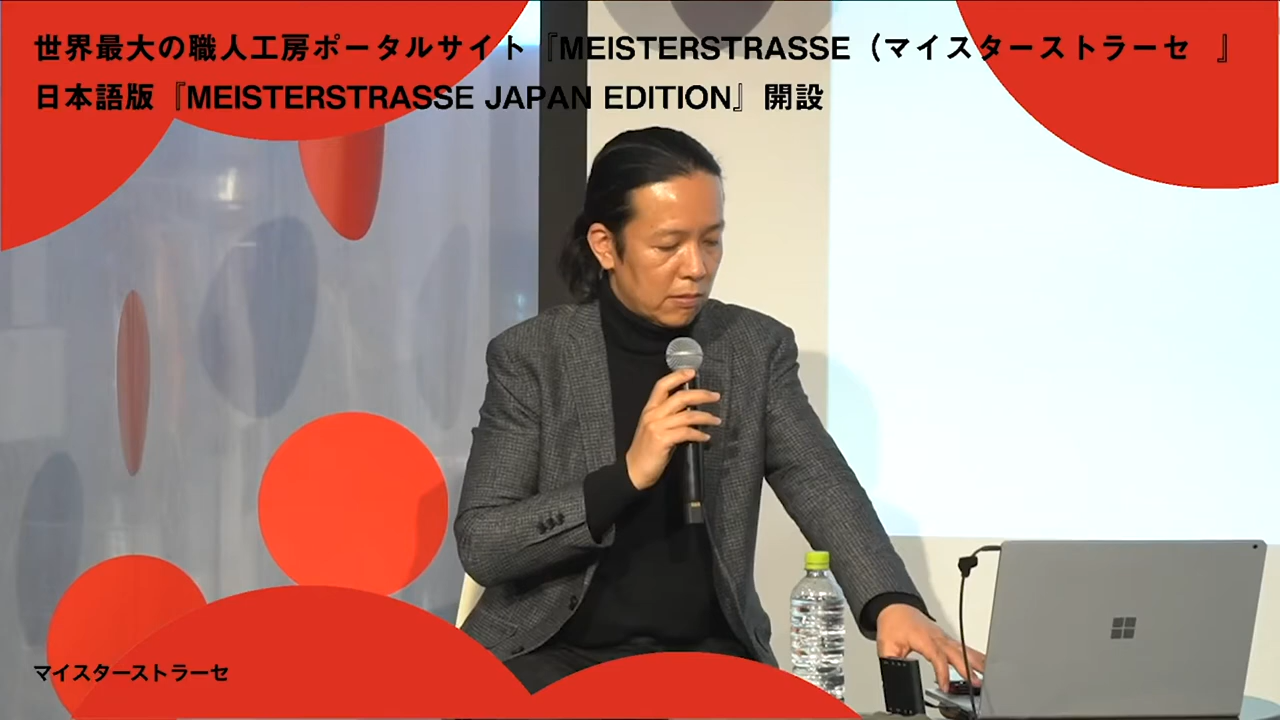 世界最大の職人工房ポータルサイト『MEISTERSTRASSE（マイスターストラーセ 』
日本語版『MEISTERSTRASSE JAPAN EDITION』開設
マイスターストラーセ